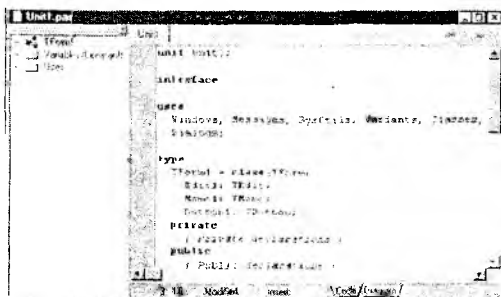 Unit1.pas
TForm1
Variables/Constants
Uses
Unit1
unit Unit1;
interface
uses
Windows, Messages, SysUtils, Variants, Classes,
Dialogs;
type
TForm1 = class(TForm)
Edit1: TEdit;
Memo1: TMemo;
Button1: TButton;
private
{ Private declarations }
public
{ Public declarations }
Modified
Insert
\Code/Diagram/